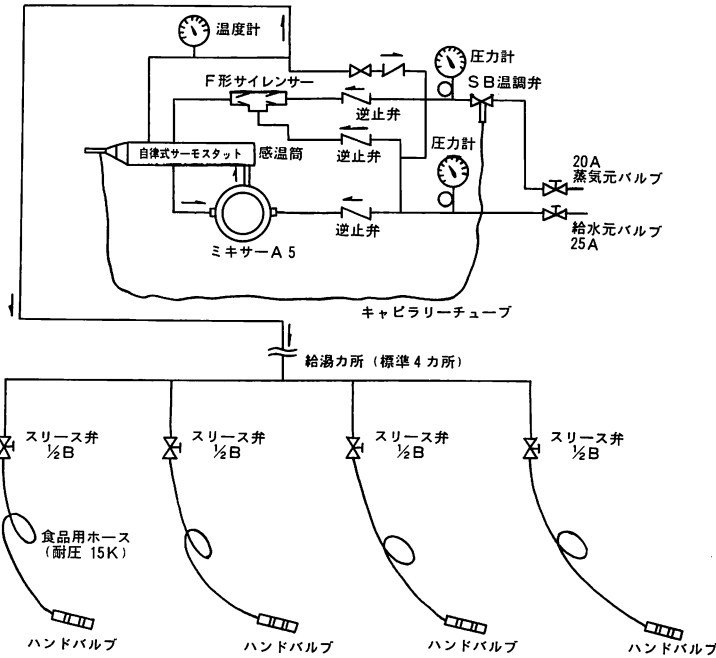 温度計
圧力計
F形サイレンサー
SB温調弁
逆止弁
圧力計
自律式サーモスタット
感温筒
逆止弁
20A
蒸気元バルブ
逆止弁
給水元バルブ
25A
ミキサーA5
キャピラリーチューブ
給湯カ所(標準4カ所)
スリース弁
½B
スリース弁
½B
スリース弁
½B
スリース弁
½B
食品用ホース
(耐圧 15K)
ハンドバルブ
ハンドバルブ
ハンドバルブ
ハンドバルブ